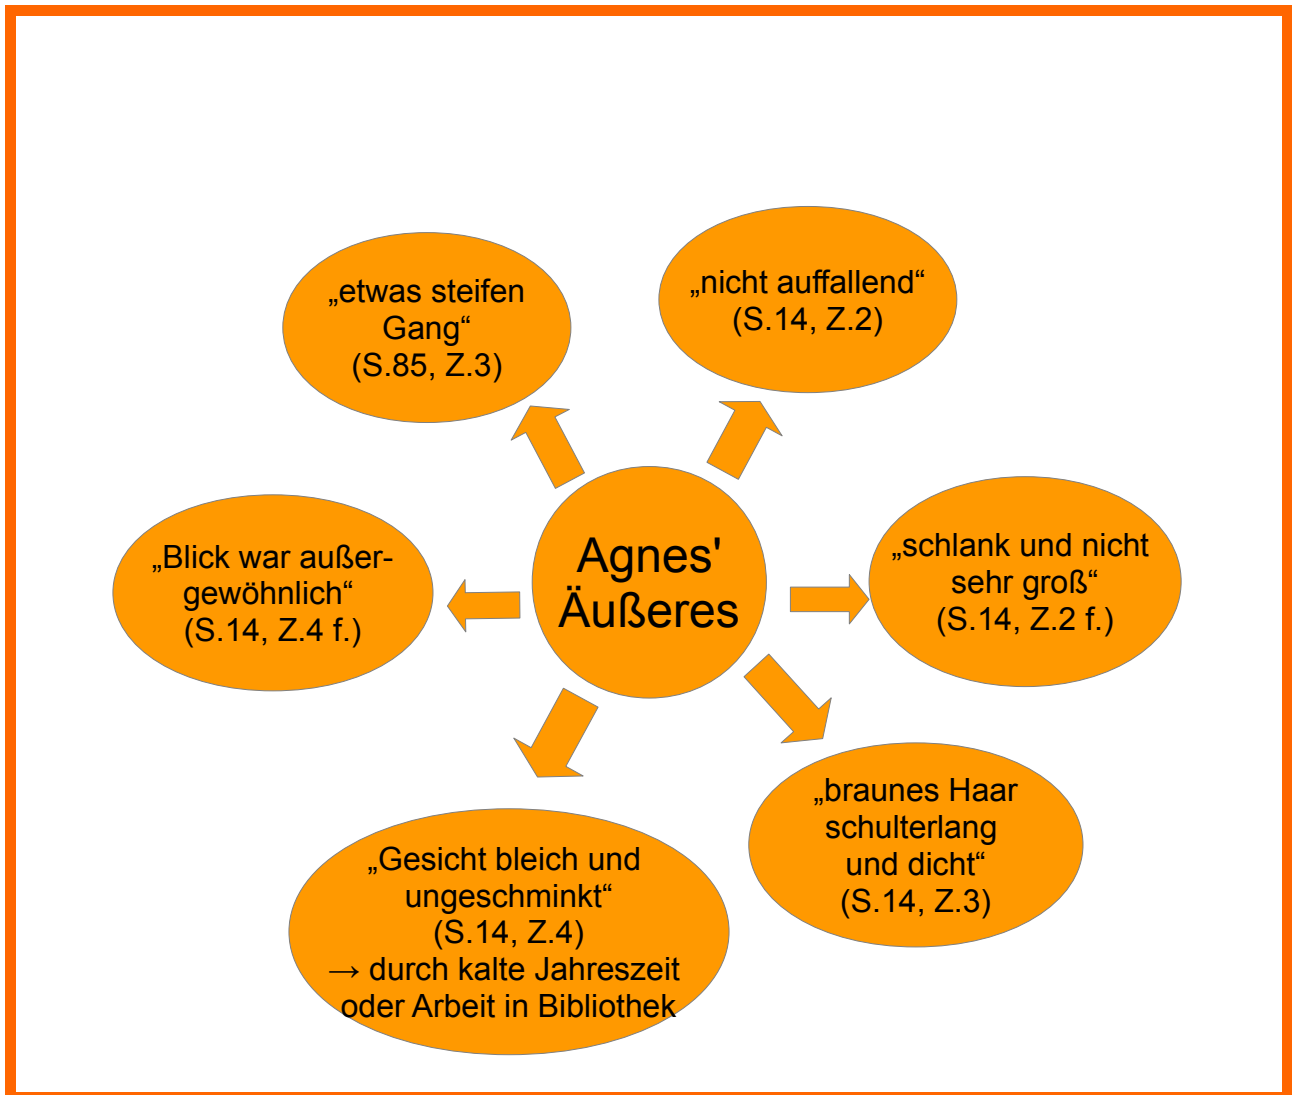 „etwas steifen
Gang“
(S.85, Z.3)
„nicht auffallend“
(S.14, Z.2)
„Blick war außer-
gewöhnlich“
(S.14, Z.4 f.)
Agnes'
Äußeres
„schlank und nicht
sehr groß“
(S.14, Z.2 f.)
„Gesicht bleich und
ungeschminkt“
(S.14, Z.4)
→ durch kalte Jahreszeit
oder Arbeit in Bibliothek
„braunes Haar
schulterlang
und dicht“
(S.14, Z.3)